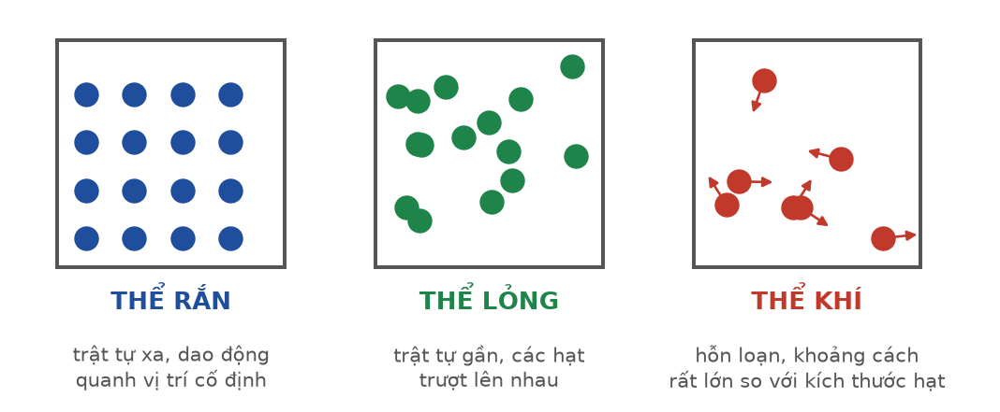 THỂ RẮN
trật tự xa, dao động
quanh vị trí cố định
THỂ LỎNG
trật tự gần, các hạt
trượt lên nhau
THỂ KHÍ
hỗn loạn, khoảng cách
rất lớn so với kích thước hạt